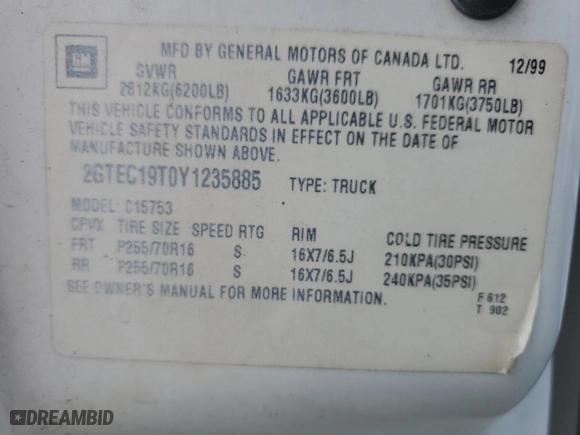 GM
MFD BY GENERAL MOTORS OF CANADA LTD. 12/99
GVWR GAWR FRT GAWR RR
2812KG(6200LB) 1633KG(3600LB) 1701KG(3750LB)
THIS VEHICLE CONFORMS TO ALL APPLICABLE U.S. FEDERAL MOTOR
VEHICLE SAFETY STANDARDS IN EFFECT ON THE DATE OF
MANUFACTURE SHOWN ABOVE.
2GTEC19T0Y1235885 TYPE: TRUCK
MODEL: C15753
TIRE SIZE SPEED RTG RIM COLD TIRE PRESSURE
FRT P255/70R16 S 16X7/6.5J 210KPA(30PSI)
RR P255/70R16 S 16X7/6.5J 240KPA(35PSI)
SEE OWNER'S MANUAL FOR MORE INFORMATION.
F 612
T 902
DREAMBID